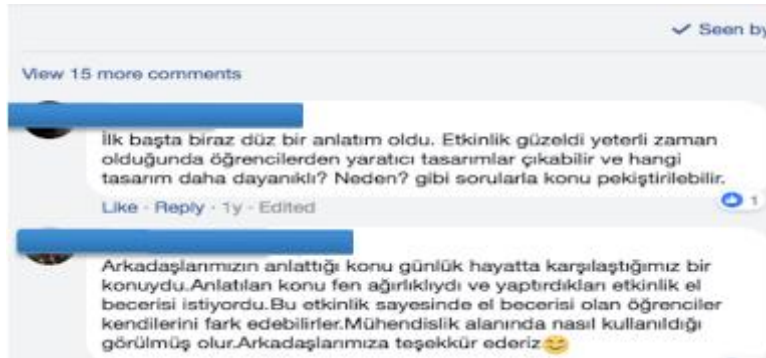 ✓ Seen by
View 15 more comments
İlk başta biraz düz bir anlatım oldu. Etkinlik güzeldi yeterli zaman
olduğunda öğrencilerden yaratıcı tasarımlar çıkabilir ve hangi
tasarım daha dayanıklı? Neden? gibi sorularla konu pekiştirilebilir.
Like · Reply · 1y · Edited
1
Arkadaşlarımızın anlattığı konu günlük hayatta karşılaştığımız bir
konuydu.Anlatılan konu fen ağırlıklıydı ve yaptırdıkları etkinlik el
becerisi istiyordu.Bu etkinlik sayesinde el becerisi olan öğrenciler
kendilerini fark edebilirler.Mühendislik alanında nasıl kullanıldığı
görülmüş olur.Arkadaşlarımıza teşekkür ederiz😊